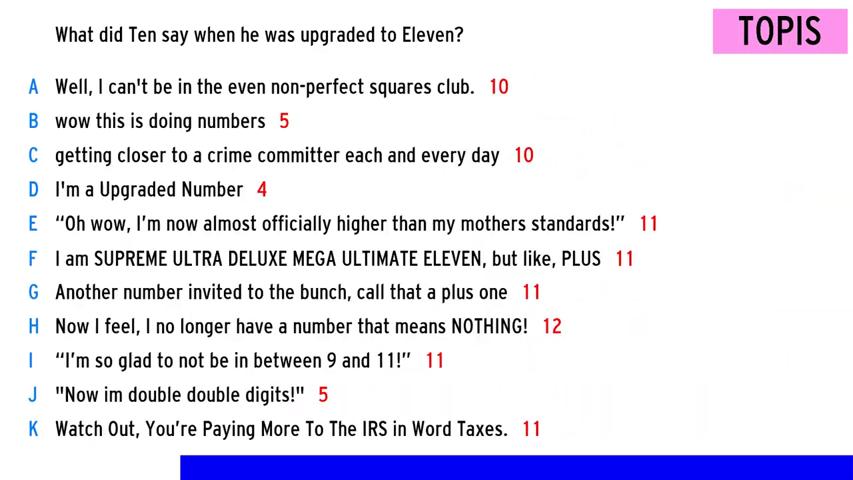 What did Ten say when he was upgraded to Eleven?
TOPIS
A Well, I can't be in the even non-perfect squares club. 10
B wow this is doing numbers 5
C getting closer to a crime committer each and every day 10
D I'm a Upgraded Number 4
E “Oh wow, I’m now almost officially higher than my mothers standards!” 11
F I am SUPREME ULTRA DELUXE MEGA ULTIMATE ELEVEN, but like, PLUS 11
G Another number invited to the bunch, call that a plus one 11
H Now I feel, I no longer have a number that means NOTHING! 12
I “I’m so glad to not be in between 9 and 11!” 11
J "Now im double double digits!" 5
K Watch Out, You’re Paying More To The IRS in Word Taxes. 11